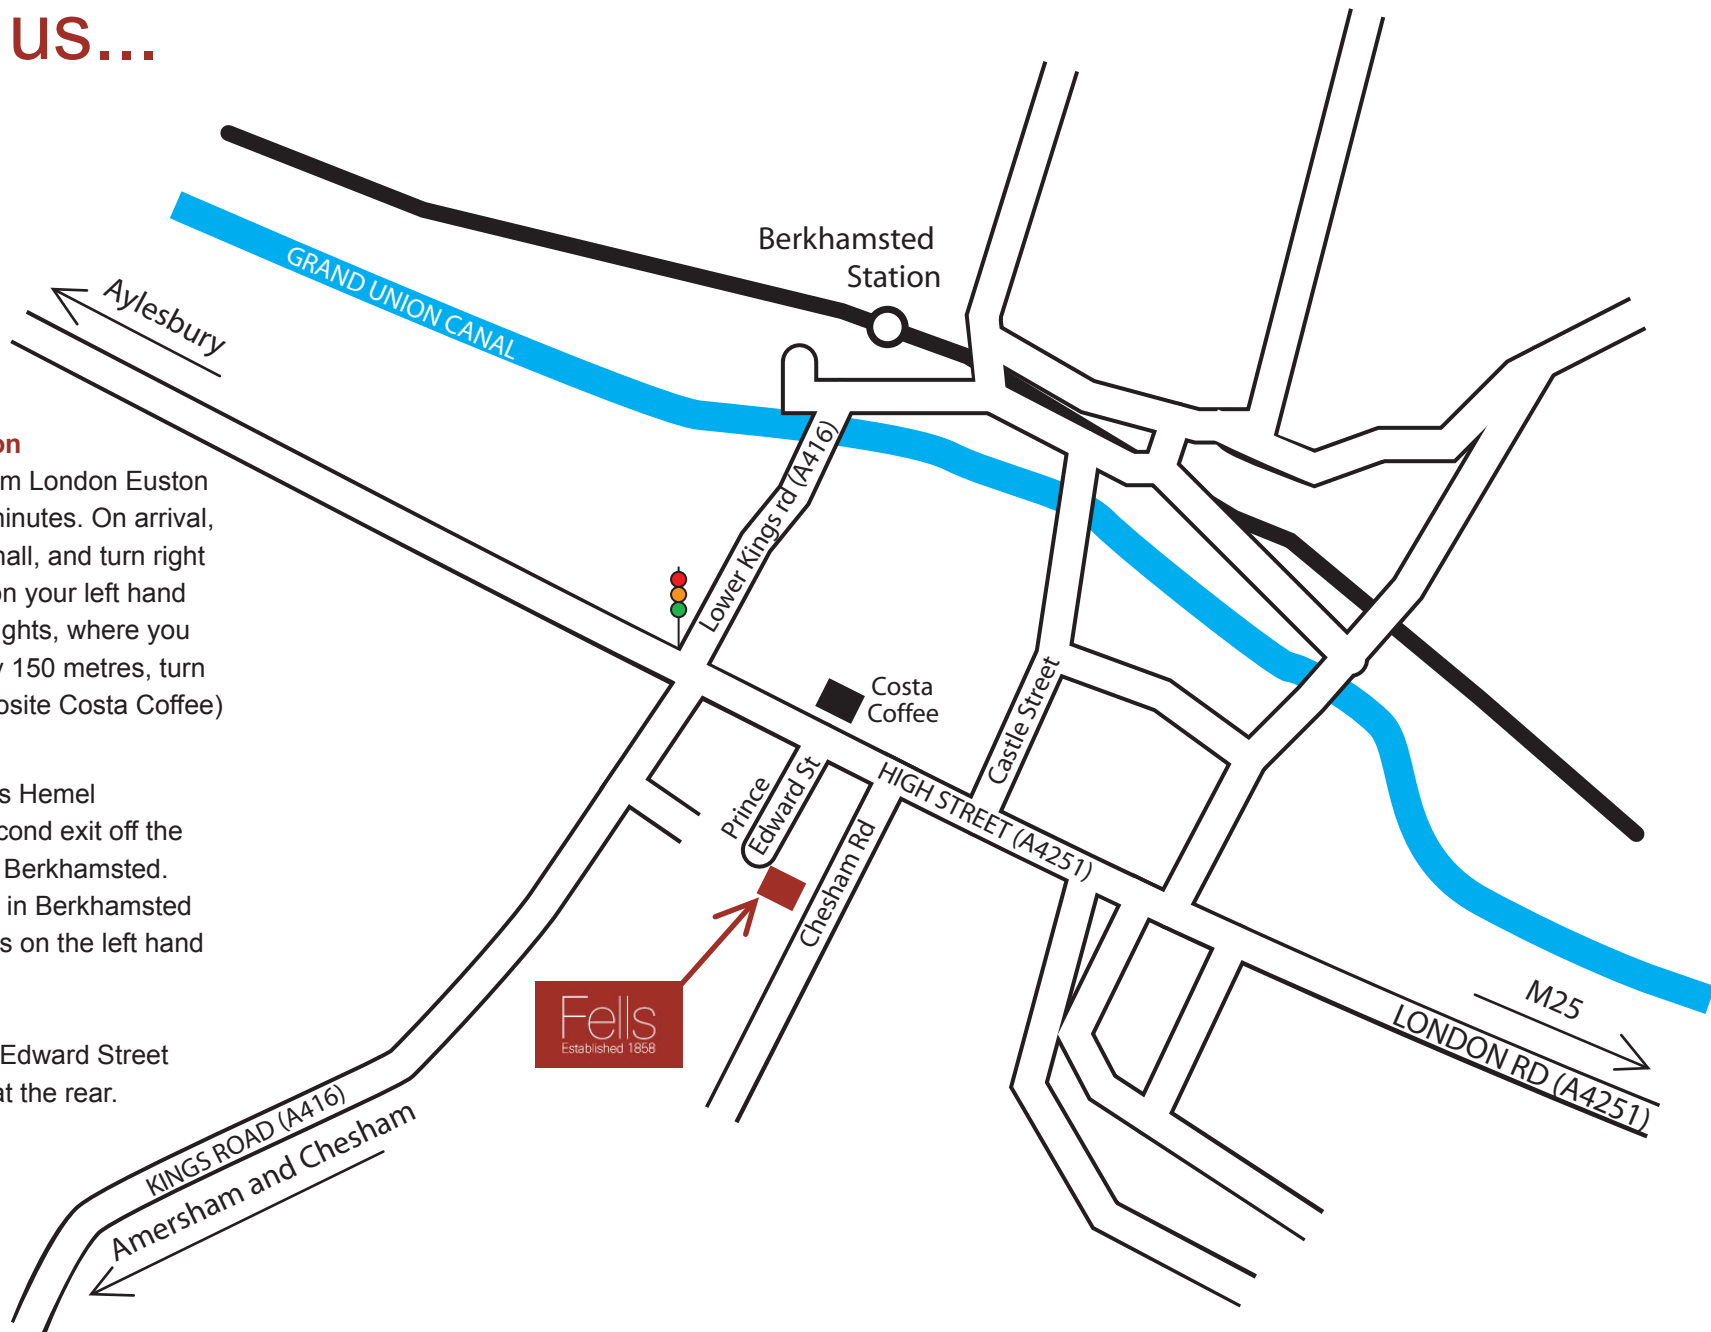 us...
on
m London Euston
minutes. On arrival,
hall, and turn right
on your left hand
ights, where you
y 150 metres, turn
osite Costa Coffee)
s Hemel
cond exit off the
Berkhamsted.
in Berkhamsted
s on the left hand
Edward Street
at the rear.
Berkhamsted
Station
GRAND UNION CANAL
Aylesbury
Lower Kings rd (A416)
Costa
Coffee
Castle Street
HIGH STREET (A4251)
Prince
Edward St
Chesham Rd
Fells
Established 1858
M25
LONDON RD (A4251)
KINGS ROAD (A416)
Amersham and Chesham